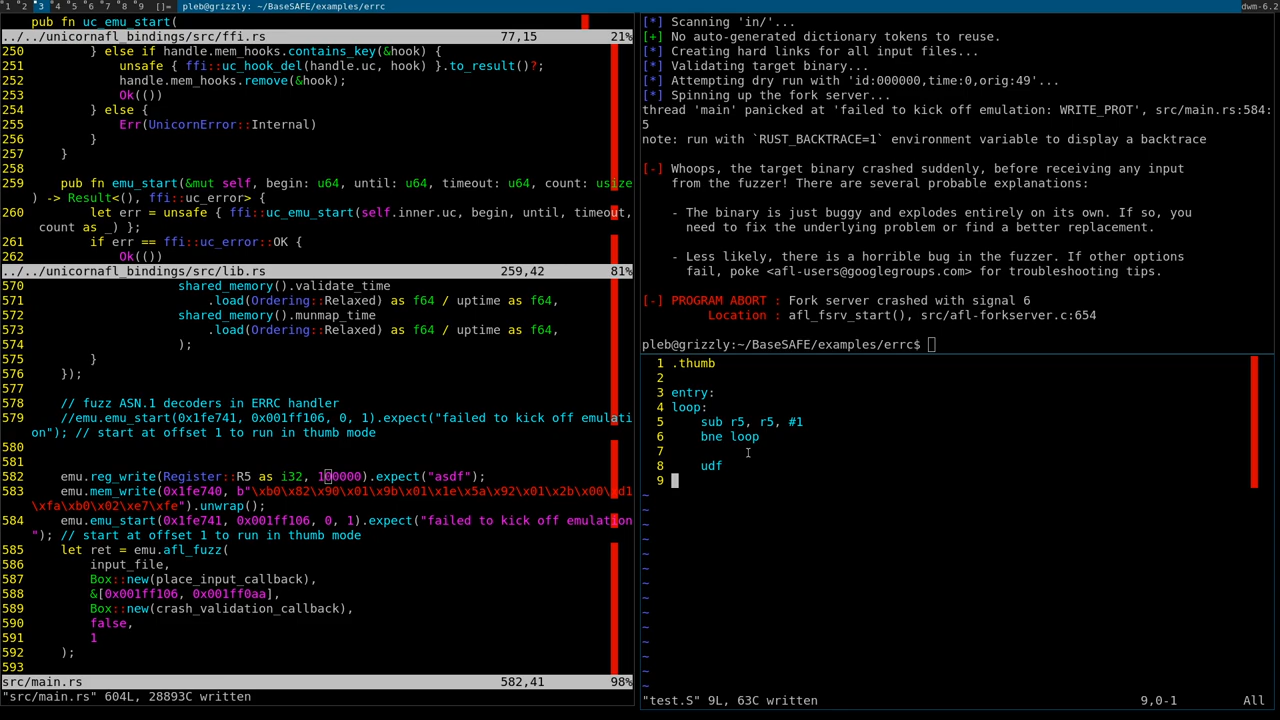 1 2 3 4 5 6 7 8 9 []= pleb@grizzly: ~/BaseSAFE/examples/errc dwm-6.2
pub fn uc_emu_start(
../../unicornafl_bindings/src/ffi.rs 77,15 21%
250 } else if handle.mem_hooks.contains_key(&hook) {
251 unsafe { ffi::uc_hook_del(handle.uc, hook) }.to_result()?;
252 handle.mem_hooks.remove(&hook);
253 Ok(())
254 } else {
255 Err(UnicornError::Internal)
256 }
257 }
258
259 pub fn emu_start(&mut self, begin: u64, until: u64, timeout: u64, count: usize
) -> Result<(), ffi::uc_error> {
260 let err = unsafe { ffi::uc_emu_start(self.inner.uc, begin, until, timeout,
count as _) };
261 if err == ffi::uc_error::OK {
262 Ok(())
../../unicornafl_bindings/src/lib.rs 259,42 81%
570 shared_memory().validate_time
571 .load(Ordering::Relaxed) as f64 / uptime as f64,
572 shared_memory().munmap_time
573 .load(Ordering::Relaxed) as f64 / uptime as f64,
574 );
575 }
576 });
577
578 // fuzz ASN.1 decoders in ERRC handler
579 //emu.emu_start(0x1fe741, 0x001ff106, 0, 1).expect("failed to kick off emulati
on"); // start at offset 1 to run in thumb mode
580
581
582 emu.reg_write(Register::R5 as i32, 100000).expect("asdf");
583 emu.mem_write(0x1fe740, b"\xb0\x82\x90\x01\x9b\x01\x1e\x5a\x92\x01\x2b\x00\xd1
\xfa\xb0\x02\xe7\xfe").unwrap();
584 emu.emu_start(0x1fe741, 0x001ff106, 0, 1).expect("failed to kick off emulation
"); // start at offset 1 to run in thumb mode
585 let ret = emu.afl_fuzz(
586 input_file,
587 Box::new(place_input_callback),
588 &[0x001ff106, 0x001ff0aa],
589 Box::new(crash_validation_callback),
590 false,
591 1
592 );
593
src/main.rs 582,41 98%
"src/main.rs" 604L, 28893C written
[*] Scanning 'in/'...
[+] No auto-generated dictionary tokens to reuse.
[*] Creating hard links for all input files...
[*] Validating target binary...
[*] Attempting dry run with 'id:000000,time:0,orig:49'...
[*] Spinning up the fork server...
thread 'main' panicked at 'failed to kick off emulation: WRITE_PROT', src/main.rs:584:
5
note: run with `RUST_BACKTRACE=1` environment variable to display a backtrace
[-] Whoops, the target binary crashed suddenly, before receiving any input
from the fuzzer! There are several probable explanations:
- The binary is just buggy and explodes entirely on its own. If so, you
need to fix the underlying problem or find a better replacement.
- Less likely, there is a horrible bug in the fuzzer. If other options
fail, poke <afl-users@googlegroups.com> for troubleshooting tips.
[-] PROGRAM ABORT : Fork server crashed with signal 6
Location : afl_fsrv_start(), src/afl-forkserver.c:654
pleb@grizzly:~/BaseSAFE/examples/errc$
1 .thumb
2
3 entry:
4 loop:
5 sub r5, r5, #1
6 bne loop
7
8 udf
9
~
~
~
~
~
~
~
~
~
~
~
~
~
~
"test.S" 9L, 63C written 9,0-1 All